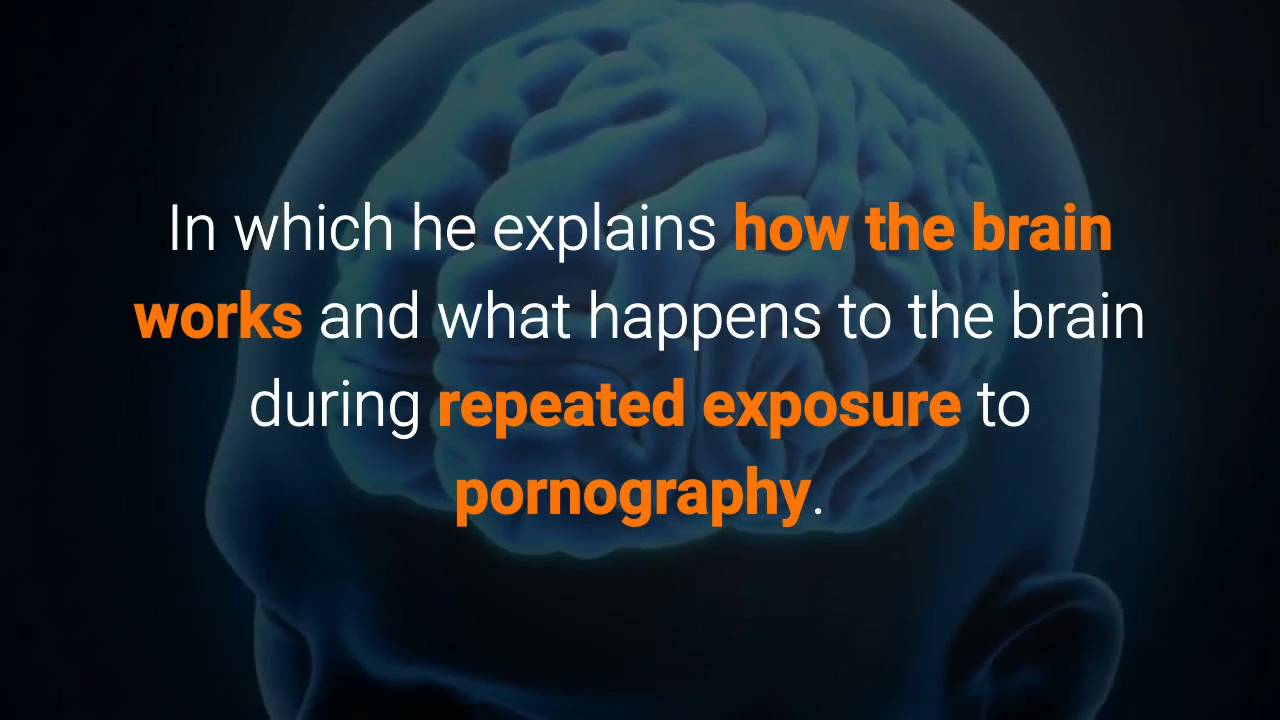 In which he explains how the brain
works and what happens to the brain
during repeated exposure to
pornography.